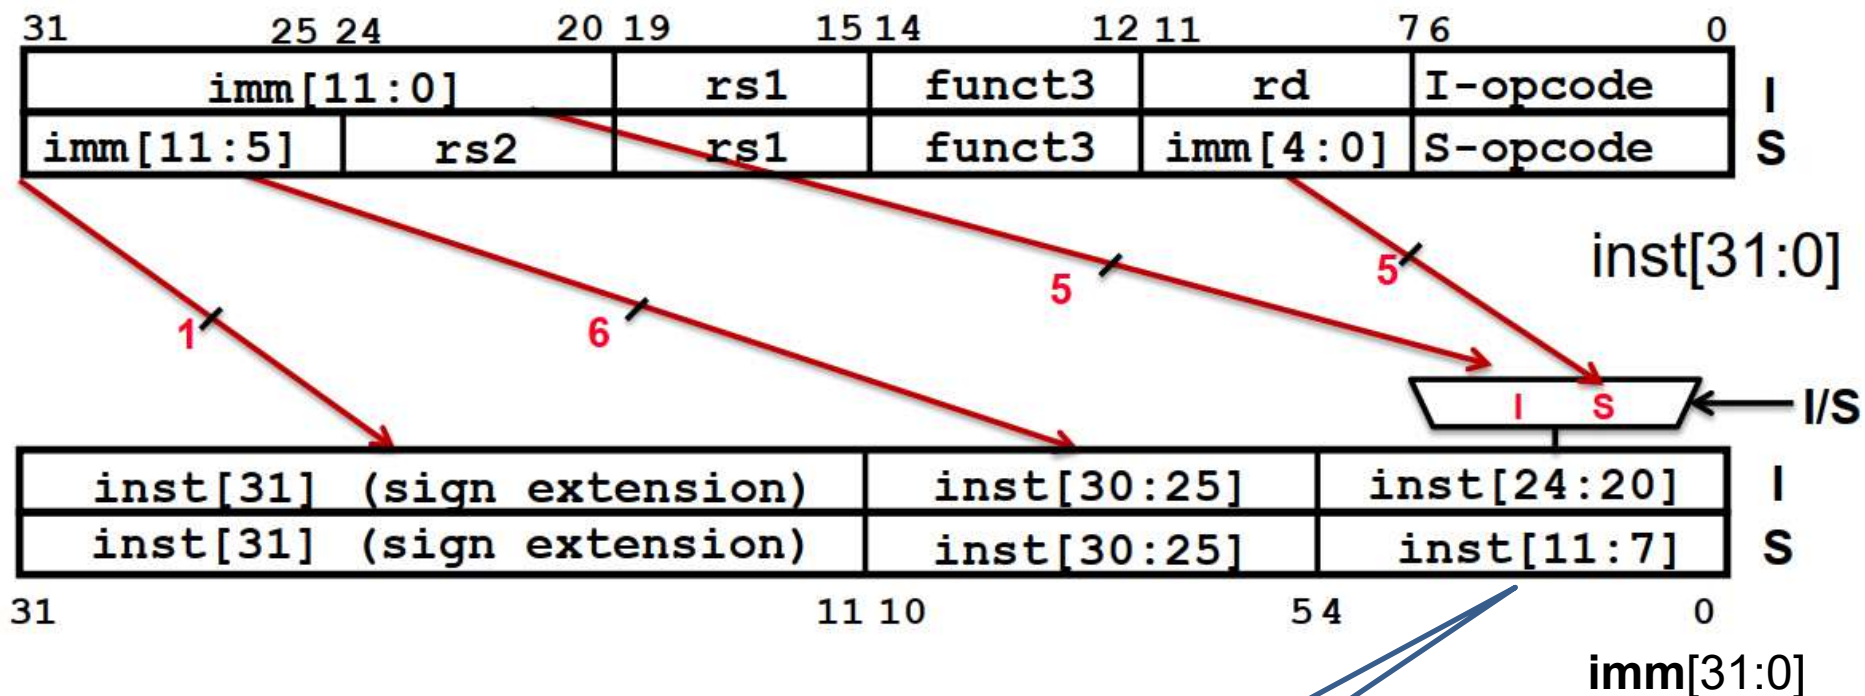 31 25 24 20 19 15 14 12 11 7 6 0
imm[11:0] rs1 funct3 rd I-opcode I
imm[11:5] rs2 rs1 funct3 imm[4:0] S-opcode S
inst[31:0]
1 6 5 5
I S I/S
inst[31] (sign extension) inst[30:25] inst[24:20] I
inst[31] (sign extension) inst[30:25] inst[11:7] S
31 11 10 5 4 0
imm[31:0]